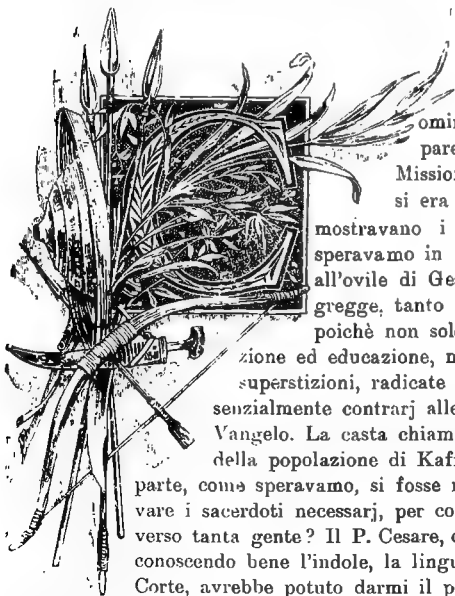 omin
pare
Mission
si era
mostravano i
speravamo in
all'ovile di Ge
gregge, tanto
poichè non sol
zione ed educazione, m
superstizioni, radicate
senzialmente contrarj alle
Vangelo. La casta chiam
della popolazione di Kaf
parte, come speravamo, si fosse
vare i sacerdoti necessarj, per co
verso tanta gente? Il P. Cesare,
conoscendo bene l'indole, la lingu
Corte, avrebbe potuto darmi il p